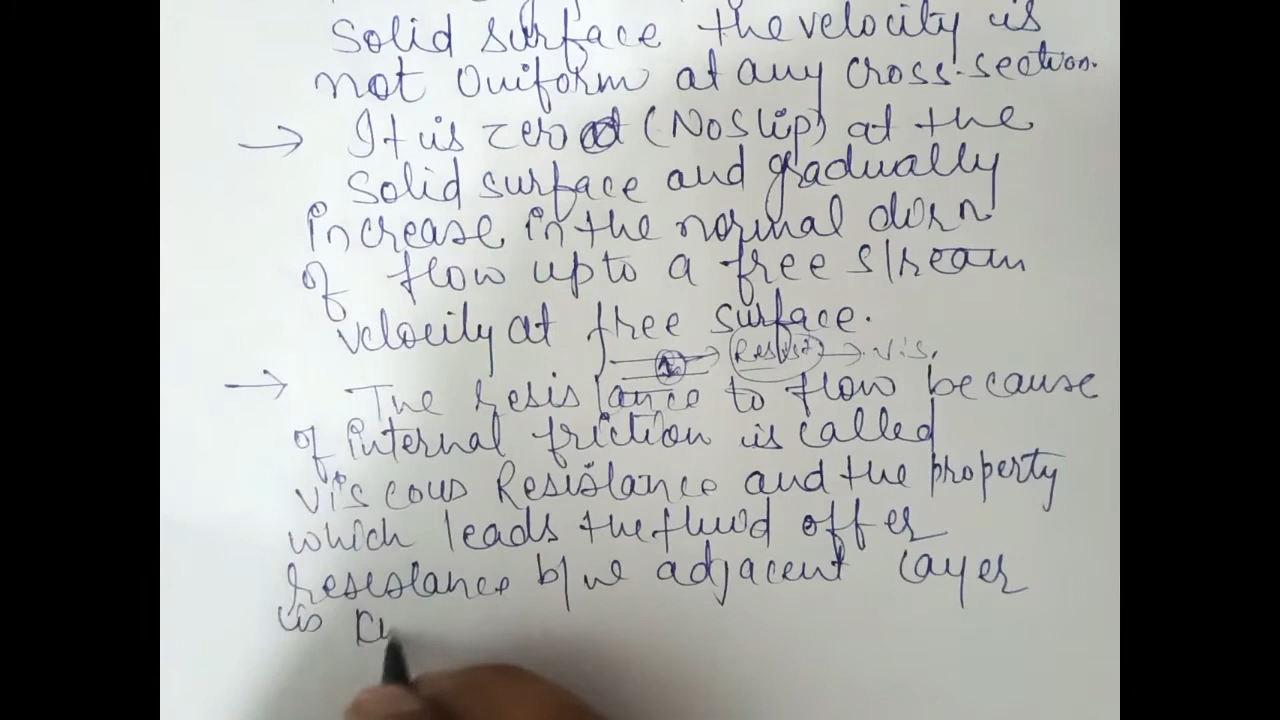 solid surface the velocity is
not Uniform at any cross-section.
→ It is zero (No slip) at the
solid surface and gradually
increase in the normal dirn
of flow upto a free stream
velocity at free surface.
Resist → vis.
→ The resistance to flow because
of internal friction is called
viscous Resistance and the property
which leads the fluid offer
resistance b/w adjacent layer
is